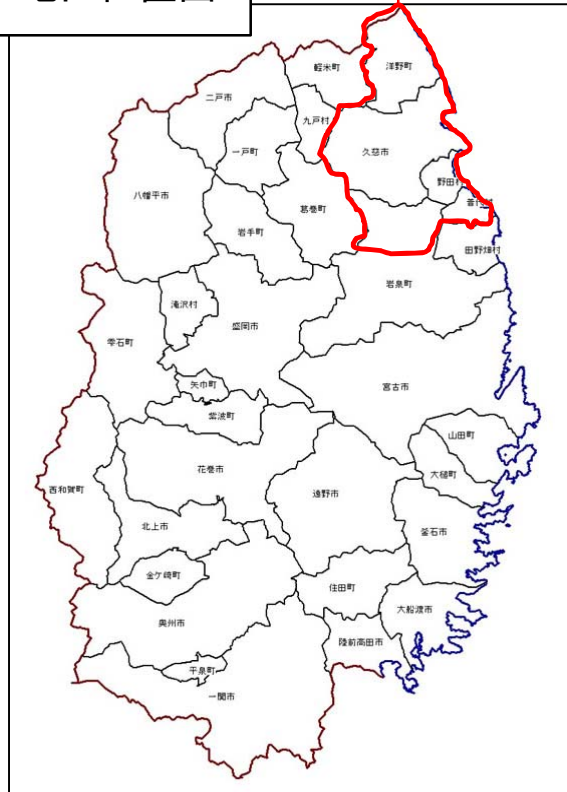 軽米町
洋野町
二戸市
九戸村
一戸町
久慈市
八幡平市
野田村
葛巻町
普代村
岩手町
田野畑村
岩泉町
滝沢村
盛岡市
雫石町
矢巾町
宮古市
紫波町
山田町
花巻市
大槌町
西和賀町
遠野市
北上市
釜石市
金ケ崎町
住田町
大船渡市
奥州市
陸前高田市
平泉町
一関市